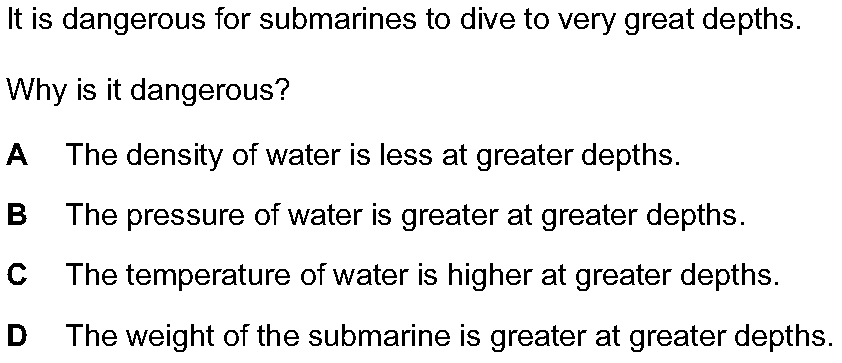 It is dangerous for submarines to dive to very great depths.
Why is it dangerous?
A The density of water is less at greater depths.
B The pressure of water is greater at greater depths.
C The temperature of water is higher at greater depths.
D The weight of the submarine is greater at greater depths.